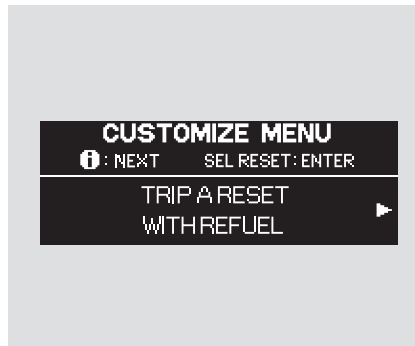 CUSTOMIZE MENU
i : NEXT SEL RESET: ENTER
TRIP A RESET
WITH REFUEL